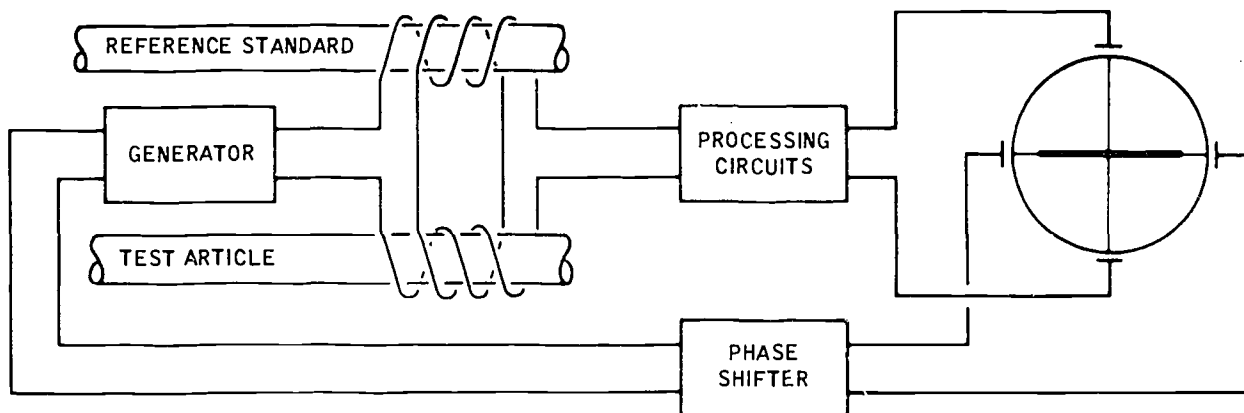 REFERENCE STANDARD
GENERATOR
PROCESSING
CIRCUITS
TEST ARTICLE
PHASE
SHIFTER